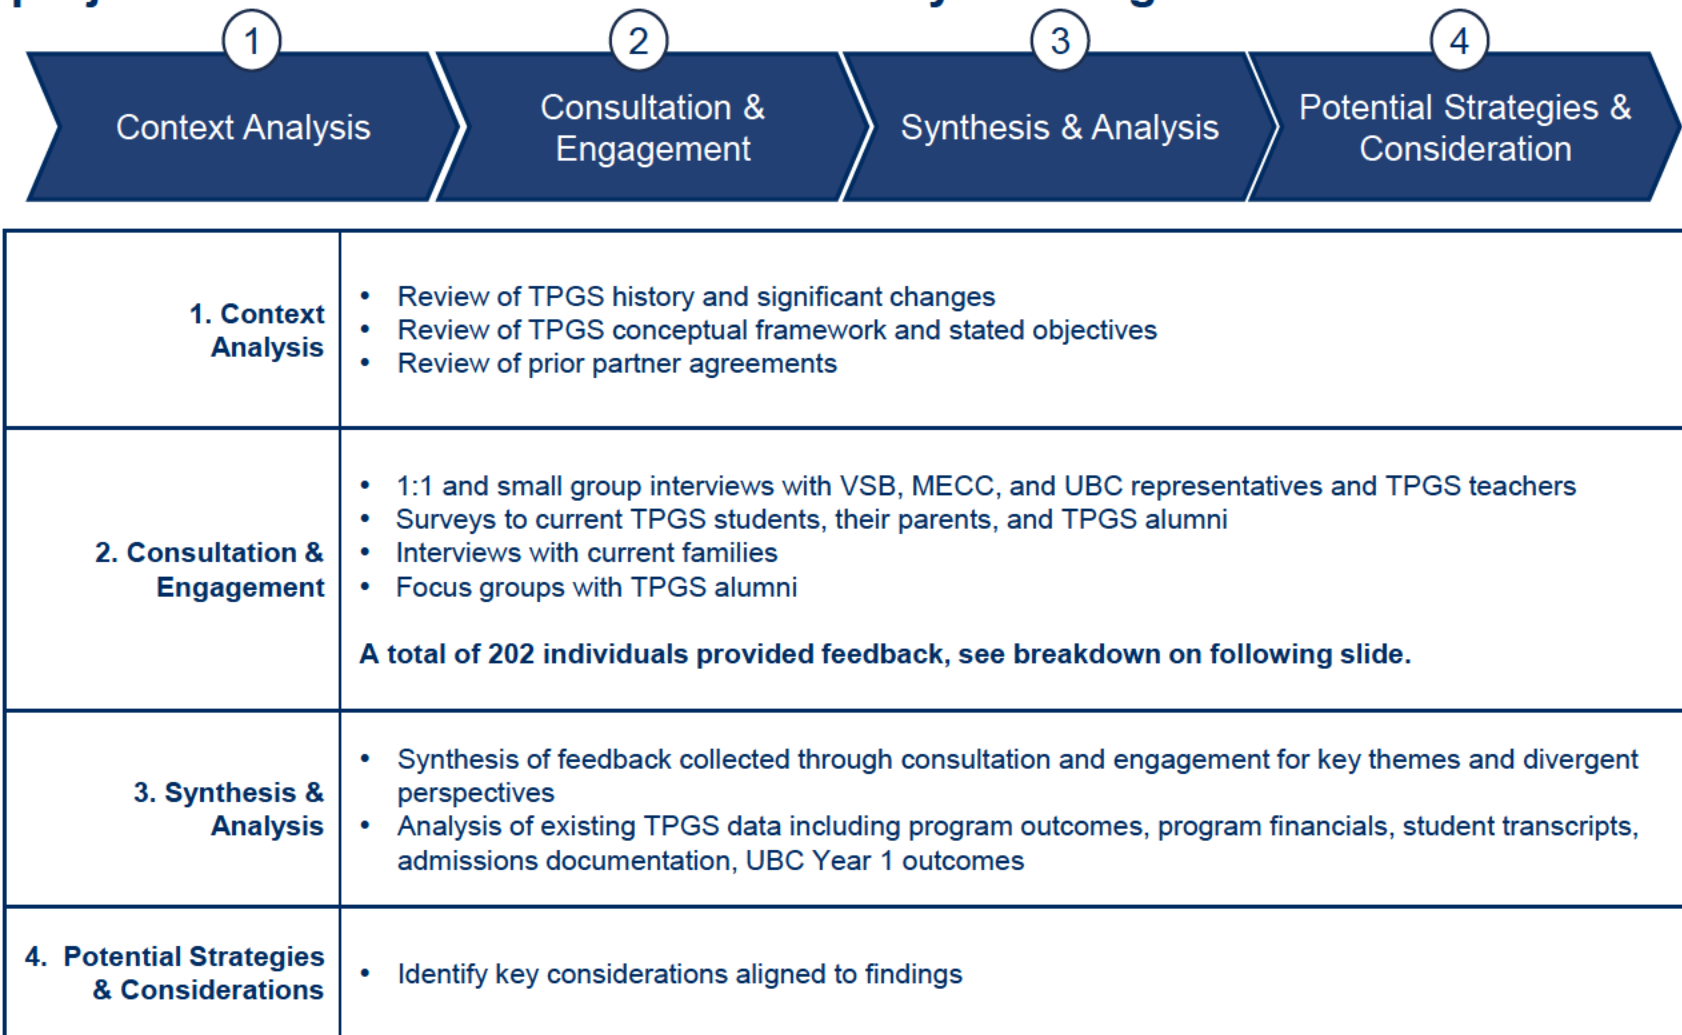 1
2
3
4
Context Analysis
Consultation &
Engagement
Synthesis & Analysis
Potential Strategies &
Consideration
1. Context
Analysis
• Review of TPGS history and significant changes
• Review of TPGS conceptual framework and stated objectives
• Review of prior partner agreements
2. Consultation &
Engagement
• 1:1 and small group interviews with VSB, MECC, and UBC representatives and TPGS teachers
• Surveys to current TPGS students, their parents, and TPGS alumni
• Interviews with current families
• Focus groups with TPGS alumni
A total of 202 individuals provided feedback, see breakdown on following slide.
3. Synthesis &
Analysis
• Synthesis of feedback collected through consultation and engagement for key themes and divergent
perspectives
• Analysis of existing TPGS data including program outcomes, program financials, student transcripts,
admissions documentation, UBC Year 1 outcomes
4. Potential Strategies
& Considerations
• Identify key considerations aligned to findings